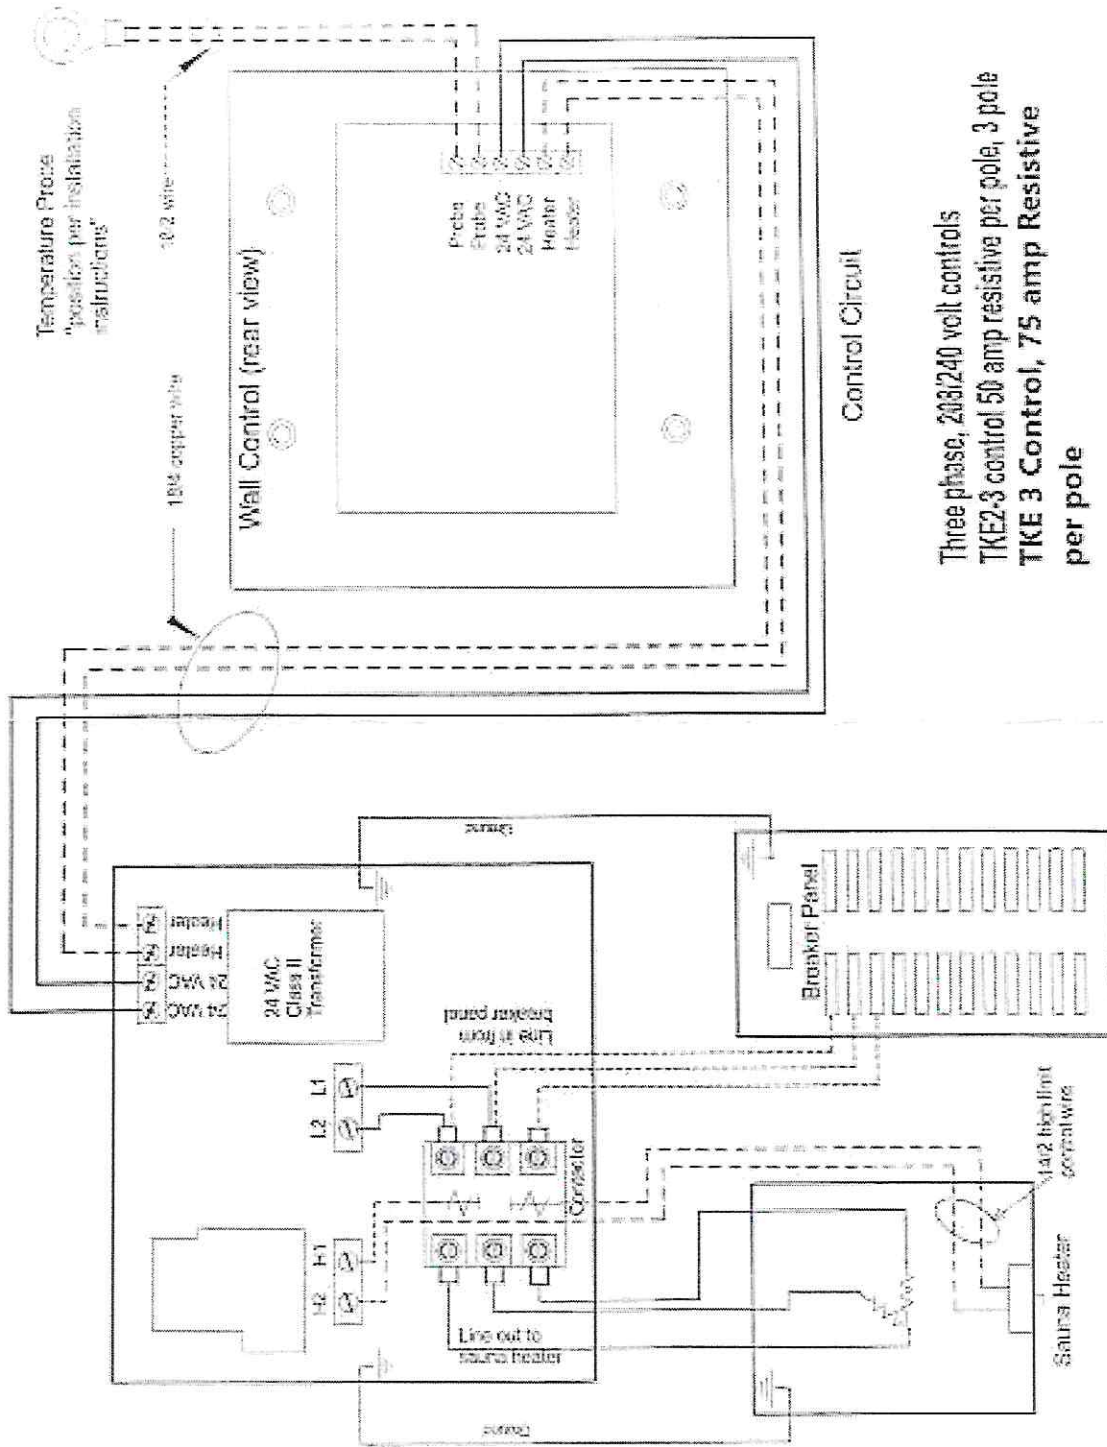 Temperature Probe
"position per installation
instructions"
18/2 wire
18/4 copper wire
Wall Control (rear view)
Probe
Probe
24 VAC
24 VAC
Heater
Heater
Control Circuit
Three phase, 208/240 volt controls
TKE2-3 control 50 amp resistive per pole, 3 pole
TKE 3 Control, 75 amp Resistive
per pole
24 VAC
24 VAC
Heater
Heater
24 VAC
Class II
Transformer
Ground
L2
L1
Line in from
breaker panel
H2
H1
Contactor
Line out to
sauna heater
Ground
Breaker Panel
14/2 high limit
control wire
Sauna Heater